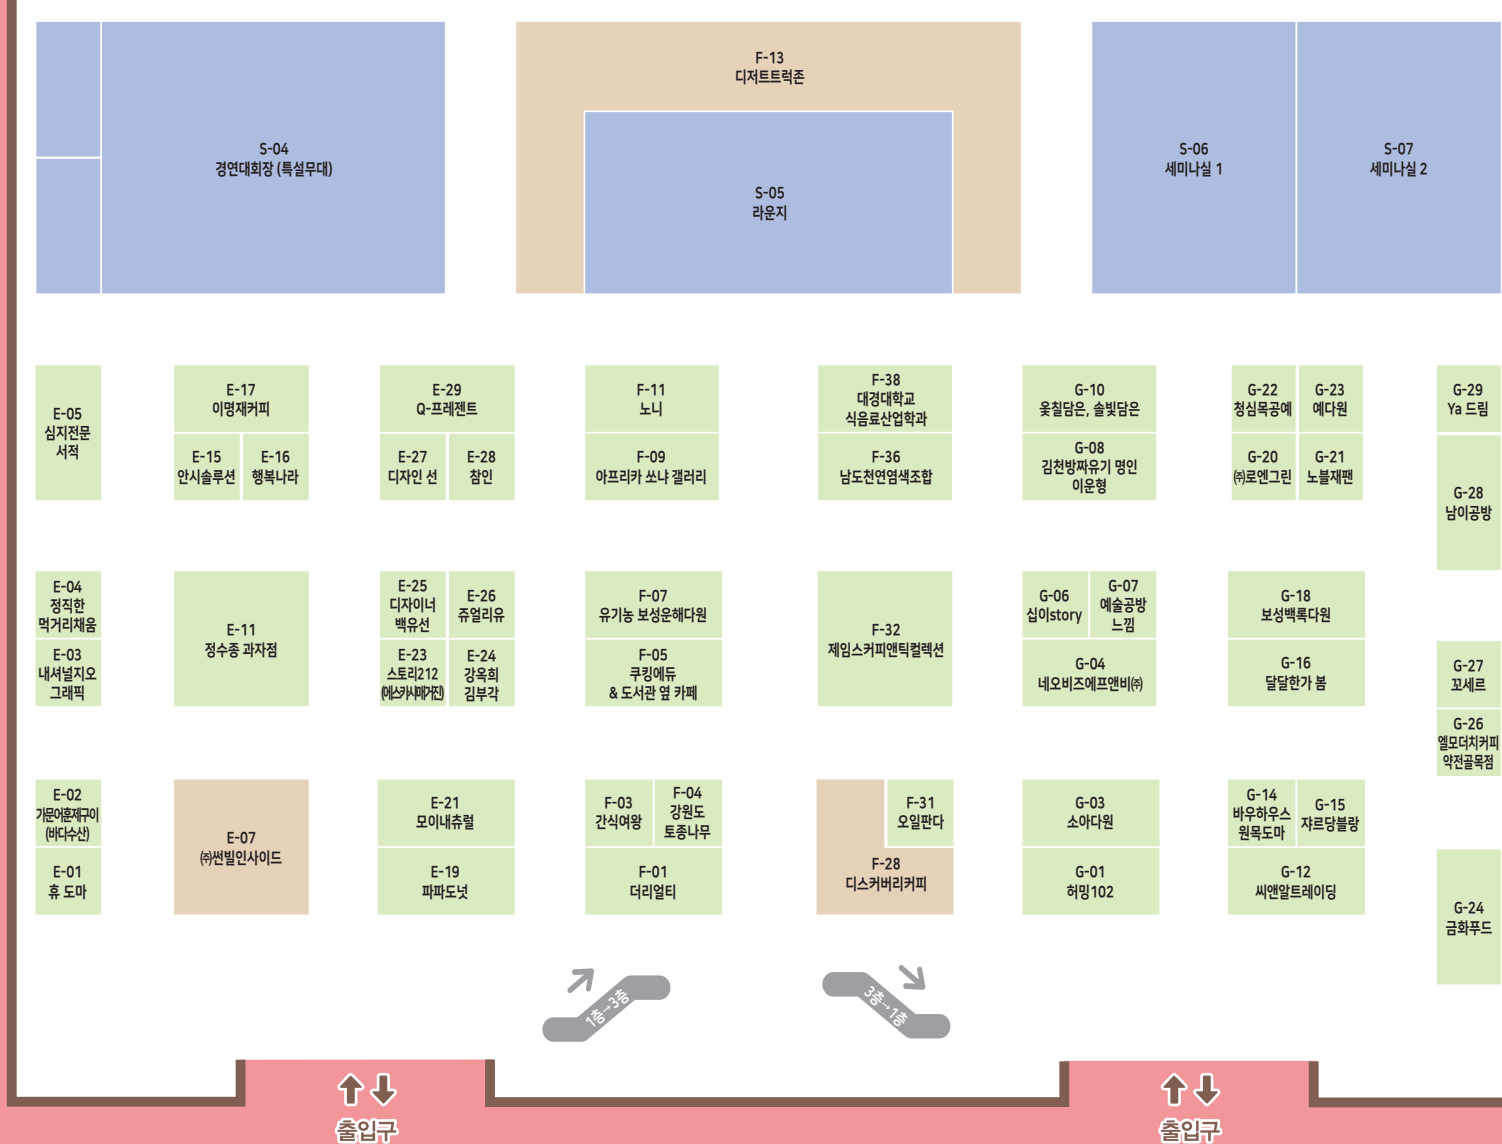 F-13
디저트트럭존
S-04
경연대회장 (특설무대)
S-05
라운지
S-06
세미나실 1
S-07
세미나실 2
E-05
심지전문
서적
E-17
이명재커피
E-15
안시솔루션
E-16
행복나라
E-29
Q-프레젠트
E-27
디자인 선
E-28
참인
F-11
노니
F-09
아프리카 쏘냐 갤러리
F-38
대경대학교
식음료산업학과
F-36
남도천연염색조합
G-10
옻칠담은, 솔빛담은
G-08
김천방짜유기 명인
이운형
G-22
청심목공예
G-23
예다원
G-20
㈜로엔그린
G-21
노블재팬
G-29
Ya 드림
G-28
남이공방
E-04
정직한
먹거리채움
E-03
내셔널지오
그래픽
E-11
정수종 과자점
E-25
디자이너
백유선
E-26
쥬얼리유
E-23
스토리212
(에스카사매거진)
E-24
강옥희
김부각
F-07
유기농 보성운해다원
F-05
쿠킹에듀
& 도서관 옆 카페
F-32
제임스커피앤틱컬렉션
G-06
십이story
G-07
예술공방
느낌
G-04
네오비즈에프앤비㈜
G-18
보성백록다원
G-16
달달한가 봄
G-27
꼬세르
G-26
엘모더치커피
약전골목점
E-02
가문어훈제구이
(바다수산)
E-01
휴 도마
E-07
㈜썬빌인사이드
E-21
모이내츄럴
E-19
파파도넛
F-03
간식여왕
F-04
강원도
토종나무
F-01
더리얼티
F-31
오일판다
F-28
디스커버리커피
G-03
소아다원
G-01
허밍102
G-14
바우하우스
원목도마
G-15
쟈르당블랑
G-12
씨앤알트레이딩
G-24
금화푸드
1층→3층
3층→1층
출입구
출입구